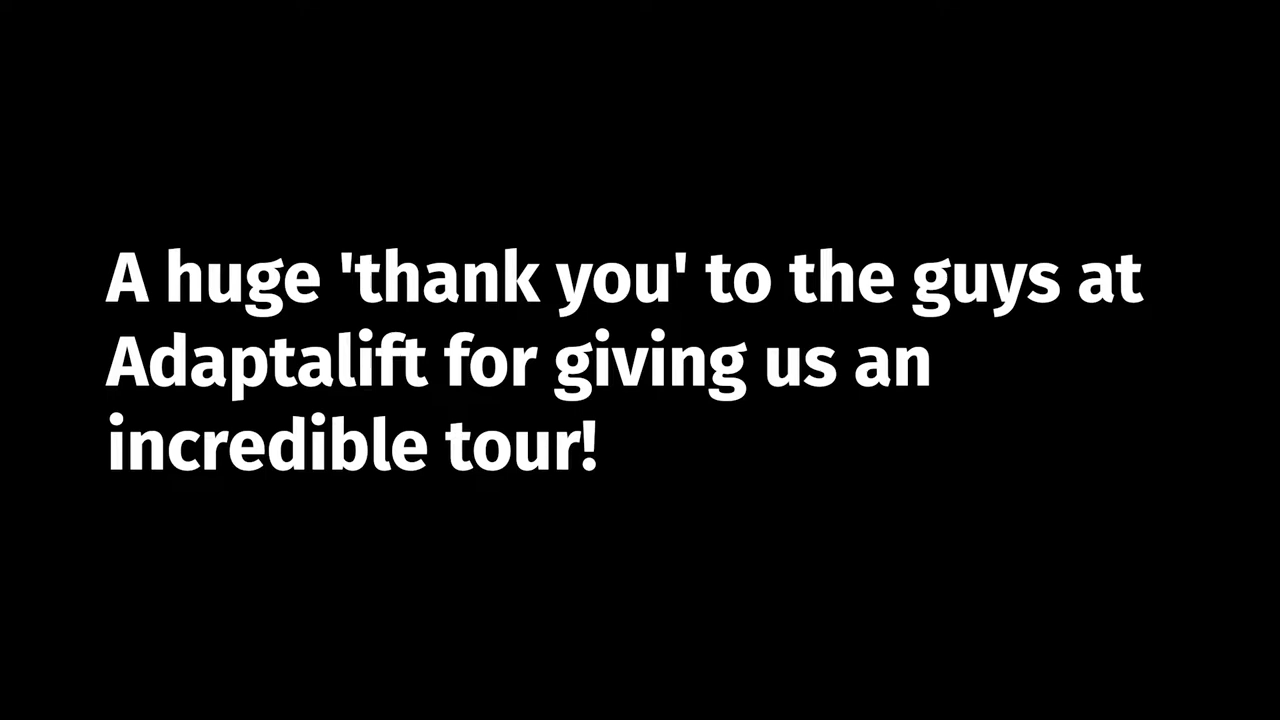 A huge 'thank you' to the guys at
Adaptalift for giving us an
incredible tour!